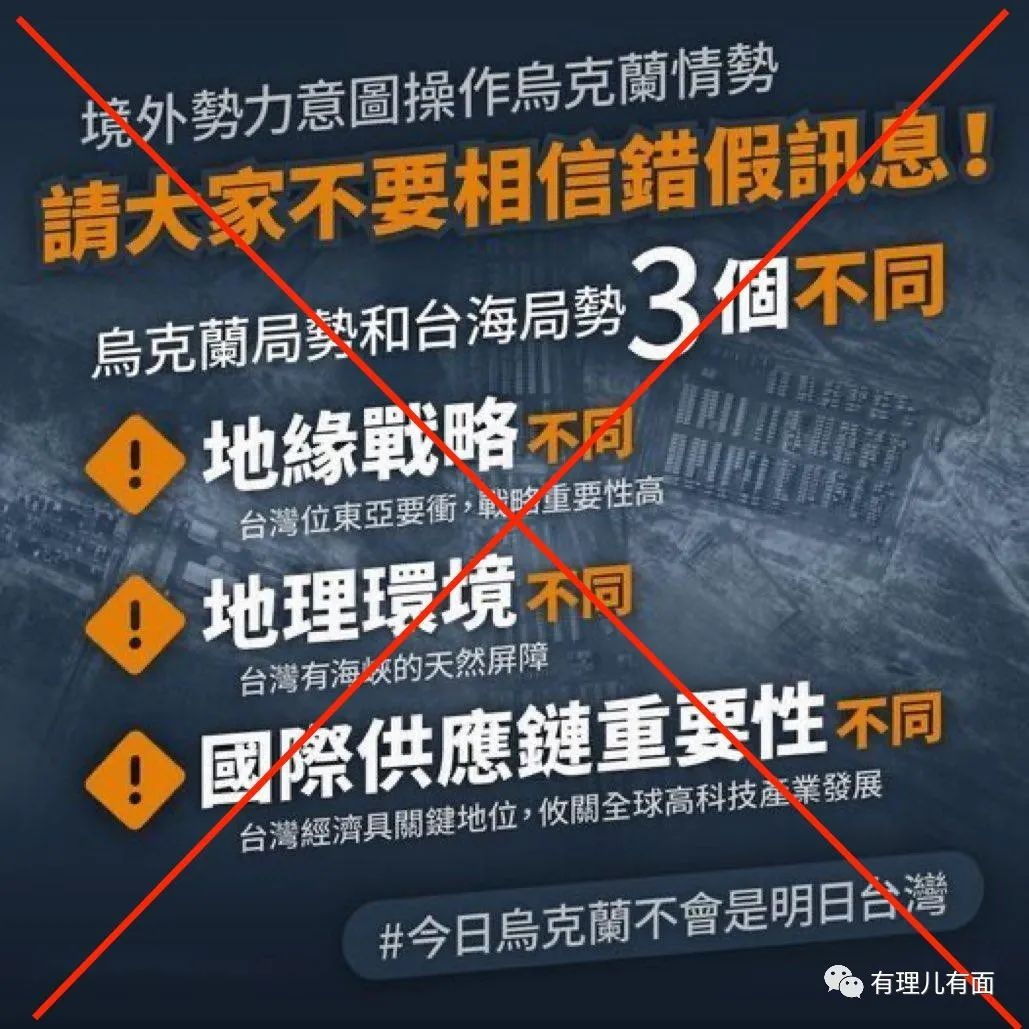 境外勢力意圖操作烏克蘭情勢
請大家不要相信錯假訊息！
烏克蘭局勢和台海局勢3個不同
地緣戰略不同
台灣位東亞要衝，戰略重要性高
地理環境不同
台灣有海峽的天然屏障
國際供應鏈重要性不同
台灣經濟具關鍵地位，攸關全球高科技產業發展
#今日烏克蘭不會是明日台灣
有理儿有面